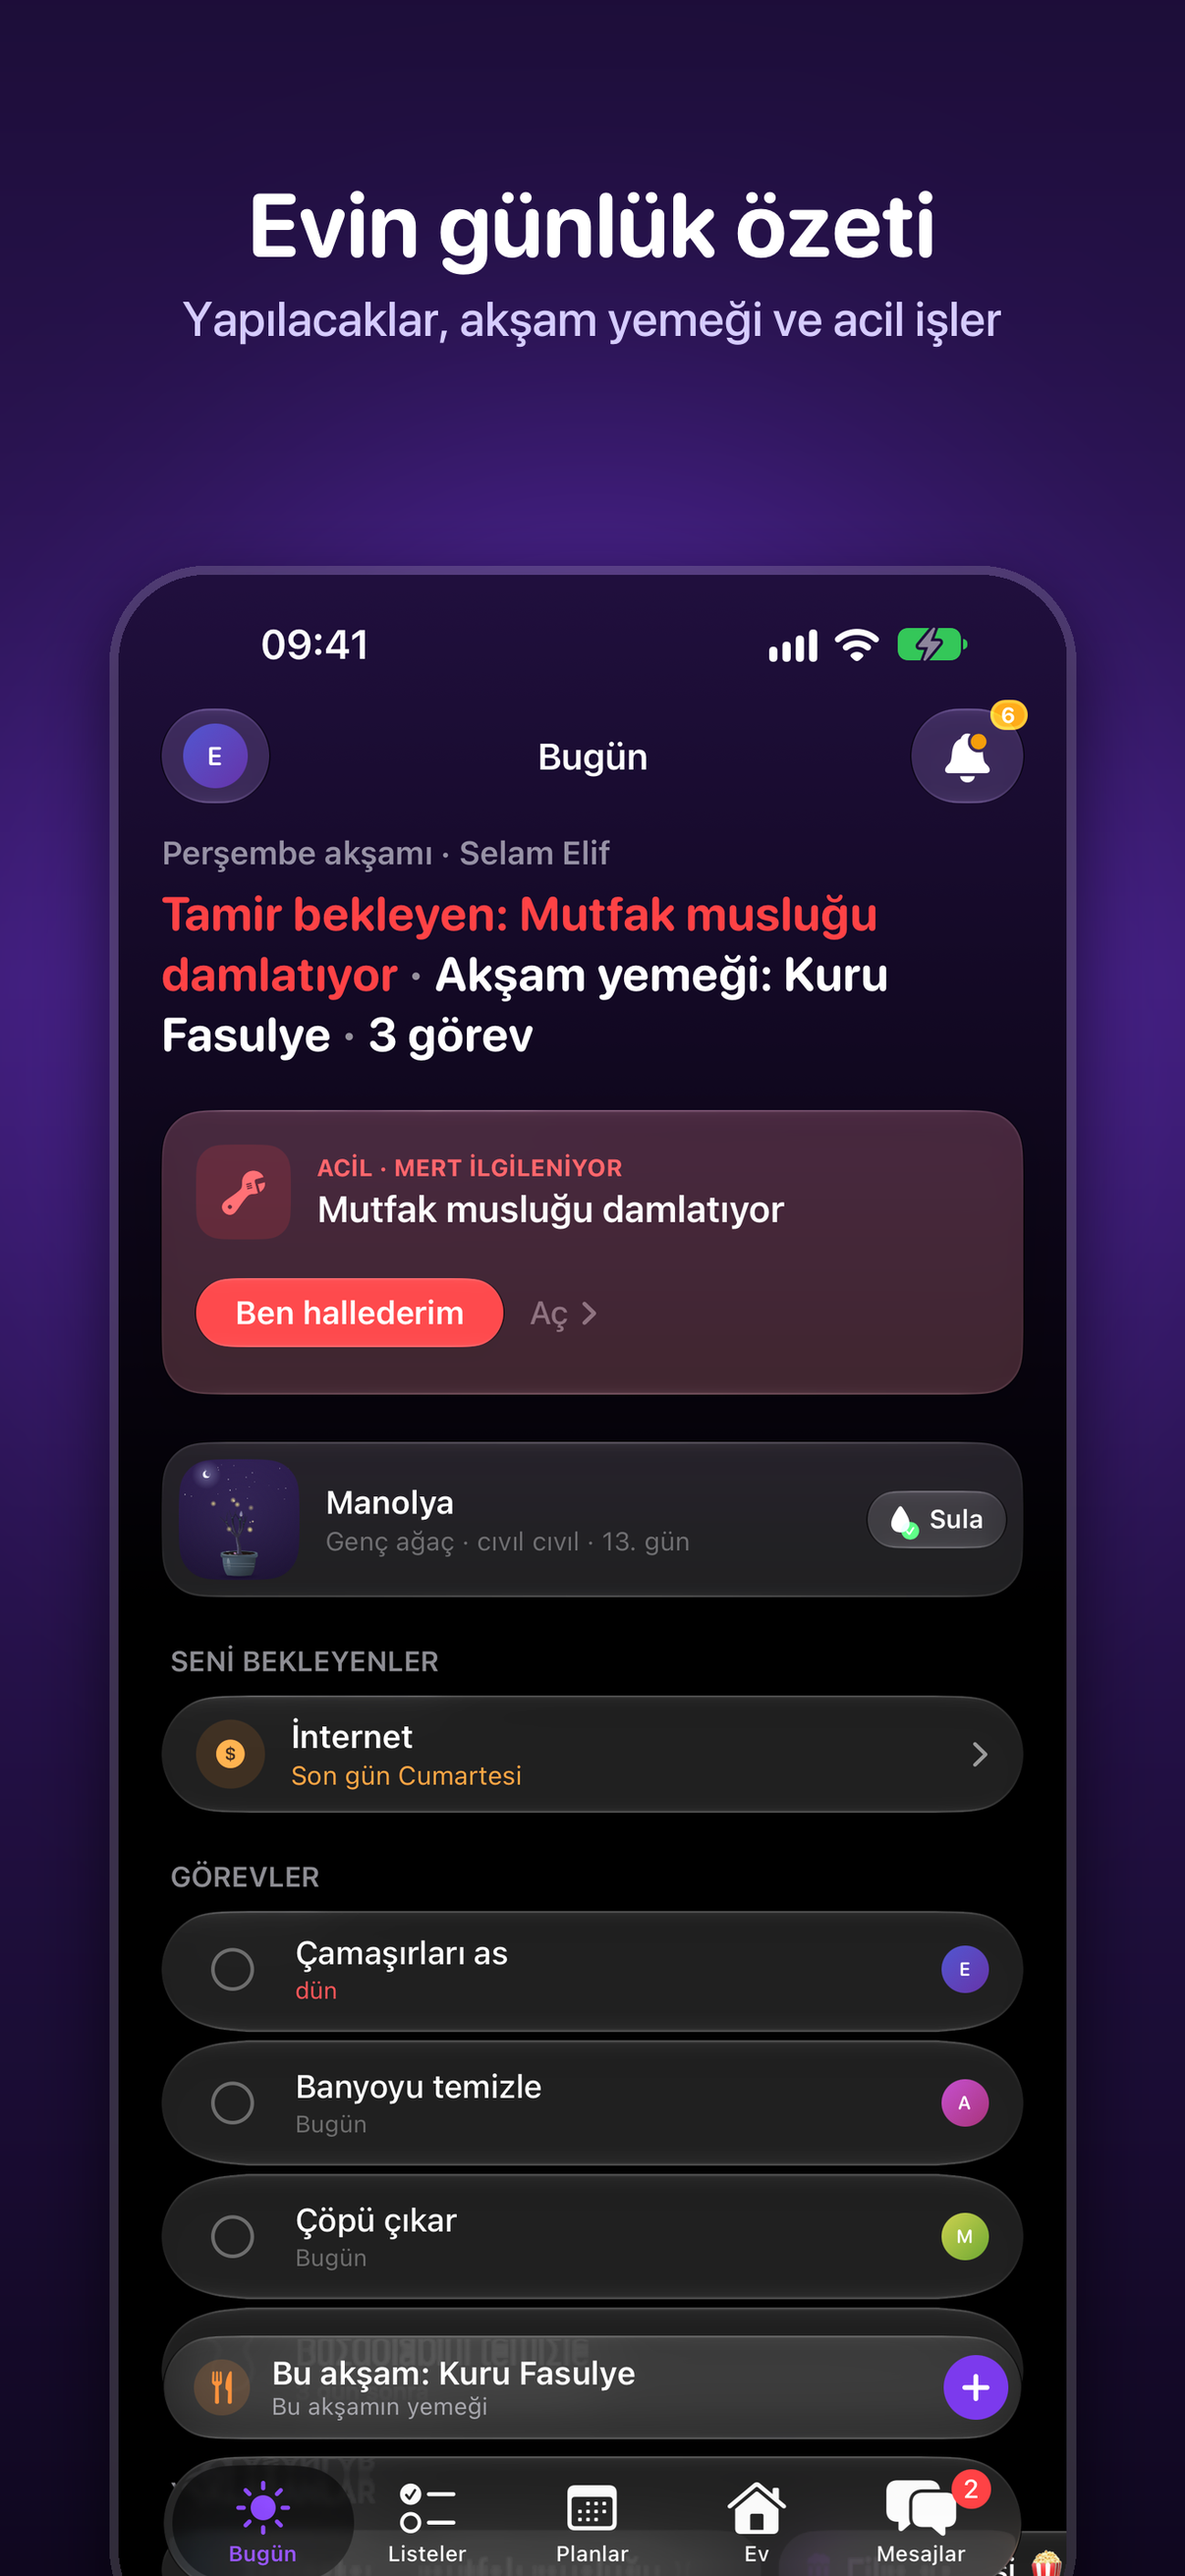 Evin günlük özeti
Yapılacaklar, akşam yemeği ve acil işler
09:41
6
E
Bugün
Perşembe akşamı · Selam Elif
Tamir bekleyen: Mutfak musluğu
damlatıyor · Akşam yemeği: Kuru
Fasulye · 3 görev
ACİL · MERT İLGİLENİYOR
Mutfak musluğu damlatıyor
Ben hallederim
Aç
Manolya
Genç ağaç · cıvıl cıvıl · 13. gün
Sula
SENİ BEKLEYENLER
$
İnternet
Son gün Cumartesi
GÖREVLER
Çamaşırları as
dün
E
Banyoyu temizle
Bugün
A
Çöpü çıkar
Bugün
M
Bu akşam: Kuru Fasulye
Bu akşamın yemeği
2
Bugün
Listeler
Planlar
Ev
Mesajlar